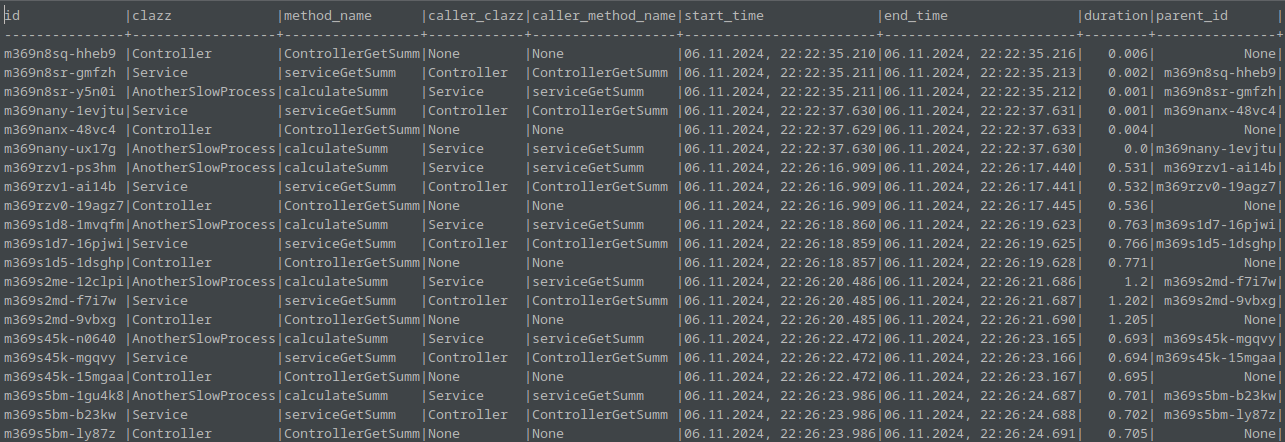 id |clazz |method_name |caller_clazz|caller_method_name|start_time |end_time |duration|parent_id |
---------------+------------------+-----------------+------------+------------------+------------------------+------------------------+--------+---------------+
m369n8sq-hheb9 |Controller |ControllerGetSumm|None |None |06.11.2024, 22:22:35.210|06.11.2024, 22:22:35.216| 0.006| None|
m369n8sr-gmfzh |Service |serviceGetSumm |Controller |ControllerGetSumm |06.11.2024, 22:22:35.211|06.11.2024, 22:22:35.213| 0.002| m369n8sq-hheb9|
m369n8sr-y5n0i |AnotherSlowProcess|calculateSumm |Service |serviceGetSumm |06.11.2024, 22:22:35.211|06.11.2024, 22:22:35.212| 0.001| m369n8sr-gmfzh|
m369nany-1evjtu|Service |serviceGetSumm |Controller |ControllerGetSumm |06.11.2024, 22:22:37.630|06.11.2024, 22:22:37.631| 0.001| m369nanx-48vc4|
m369nanx-48vc4 |Controller |ControllerGetSumm|None |None |06.11.2024, 22:22:37.629|06.11.2024, 22:22:37.633| 0.004| None|
m369nany-ux17g |AnotherSlowProcess|calculateSumm |Service |serviceGetSumm |06.11.2024, 22:22:37.630|06.11.2024, 22:22:37.630| 0.0|m369nany-1evjtu|
m369rzv1-ps3hm |AnotherSlowProcess|calculateSumm |Service |serviceGetSumm |06.11.2024, 22:26:16.909|06.11.2024, 22:26:17.440| 0.531| m369rzv1-ai14b|
m369rzv1-ai14b |Service |serviceGetSumm |Controller |ControllerGetSumm |06.11.2024, 22:26:16.909|06.11.2024, 22:26:17.441| 0.532|m369rzv0-19agz7|
m369rzv0-19agz7|Controller |ControllerGetSumm|None |None |06.11.2024, 22:26:16.909|06.11.2024, 22:26:17.445| 0.536| None|
m369s1d8-1mvqfm|AnotherSlowProcess|calculateSumm |Service |serviceGetSumm |06.11.2024, 22:26:18.860|06.11.2024, 22:26:19.623| 0.763|m369s1d7-16pjwi|
m369s1d7-16pjwi|Service |serviceGetSumm |Controller |ControllerGetSumm |06.11.2024, 22:26:18.859|06.11.2024, 22:26:19.625| 0.766|m369s1d5-1dsghp|
m369s1d5-1dsghp|Controller |ControllerGetSumm|None |None |06.11.2024, 22:26:18.857|06.11.2024, 22:26:19.628| 0.771| None|
m369s2me-12clpi|AnotherSlowProcess|calculateSumm |Service |serviceGetSumm |06.11.2024, 22:26:20.486|06.11.2024, 22:26:21.686| 1.2| m369s2md-f7i7w|
m369s2md-f7i7w |Service |serviceGetSumm |Controller |ControllerGetSumm |06.11.2024, 22:26:20.485|06.11.2024, 22:26:21.687| 1.202| m369s2md-9vbxg|
m369s2md-9vbxg |Controller |ControllerGetSumm|None |None |06.11.2024, 22:26:20.485|06.11.2024, 22:26:21.690| 1.205| None|
m369s45k-n0640 |AnotherSlowProcess|calculateSumm |Service |serviceGetSumm |06.11.2024, 22:26:22.472|06.11.2024, 22:26:23.165| 0.693| m369s45k-mgqvy|
m369s45k-mgqvy |Service |serviceGetSumm |Controller |ControllerGetSumm |06.11.2024, 22:26:22.472|06.11.2024, 22:26:23.166| 0.694|m369s45k-15mgaa|
m369s45k-15mgaa|Controller |ControllerGetSumm|None |None |06.11.2024, 22:26:22.472|06.11.2024, 22:26:23.167| 0.695| None|
m369s5bm-1gu4k8|AnotherSlowProcess|calculateSumm |Service |serviceGetSumm |06.11.2024, 22:26:23.986|06.11.2024, 22:26:24.687| 0.701| m369s5bm-b23kw|
m369s5bm-b23kw |Service |serviceGetSumm |Controller |ControllerGetSumm |06.11.2024, 22:26:23.986|06.11.2024, 22:26:24.688| 0.702| m369s5bm-ly87z|
m369s5bm-ly87z |Controller |ControllerGetSumm|None |None |06.11.2024, 22:26:23.986|06.11.2024, 22:26:24.691| 0.705| None|